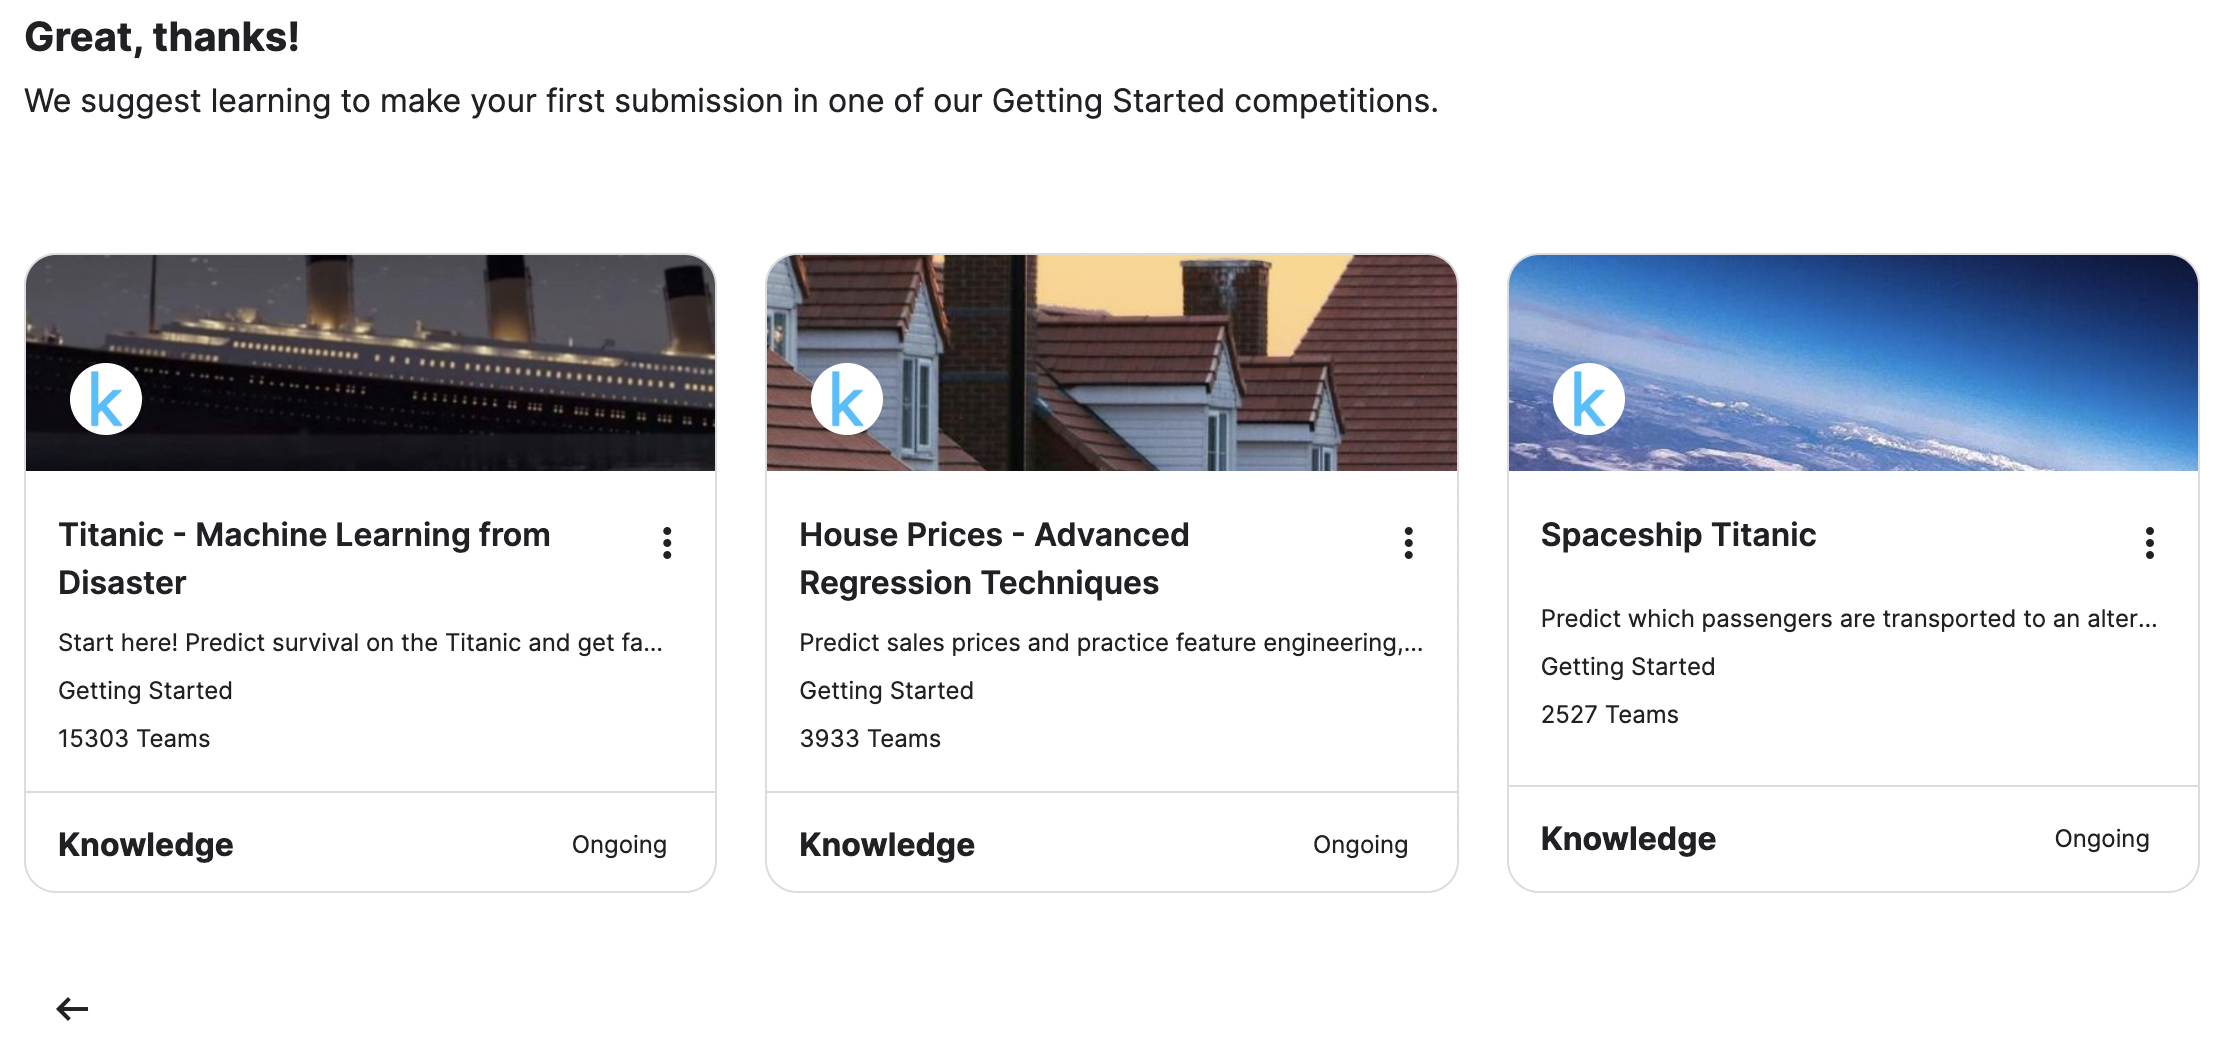 Great, thanks!
We suggest learning to make your first submission in one of our Getting Started competitions.
k
Titanic - Machine Learning from
Disaster
Start here! Predict survival on the Titanic and get fa...
Getting Started
15303 Teams
Knowledge
Ongoing
k
House Prices - Advanced
Regression Techniques
Predict sales prices and practice feature engineering,...
Getting Started
3933 Teams
Knowledge
Ongoing
k
Spaceship Titanic
Predict which passengers are transported to an alter...
Getting Started
2527 Teams
Knowledge
Ongoing